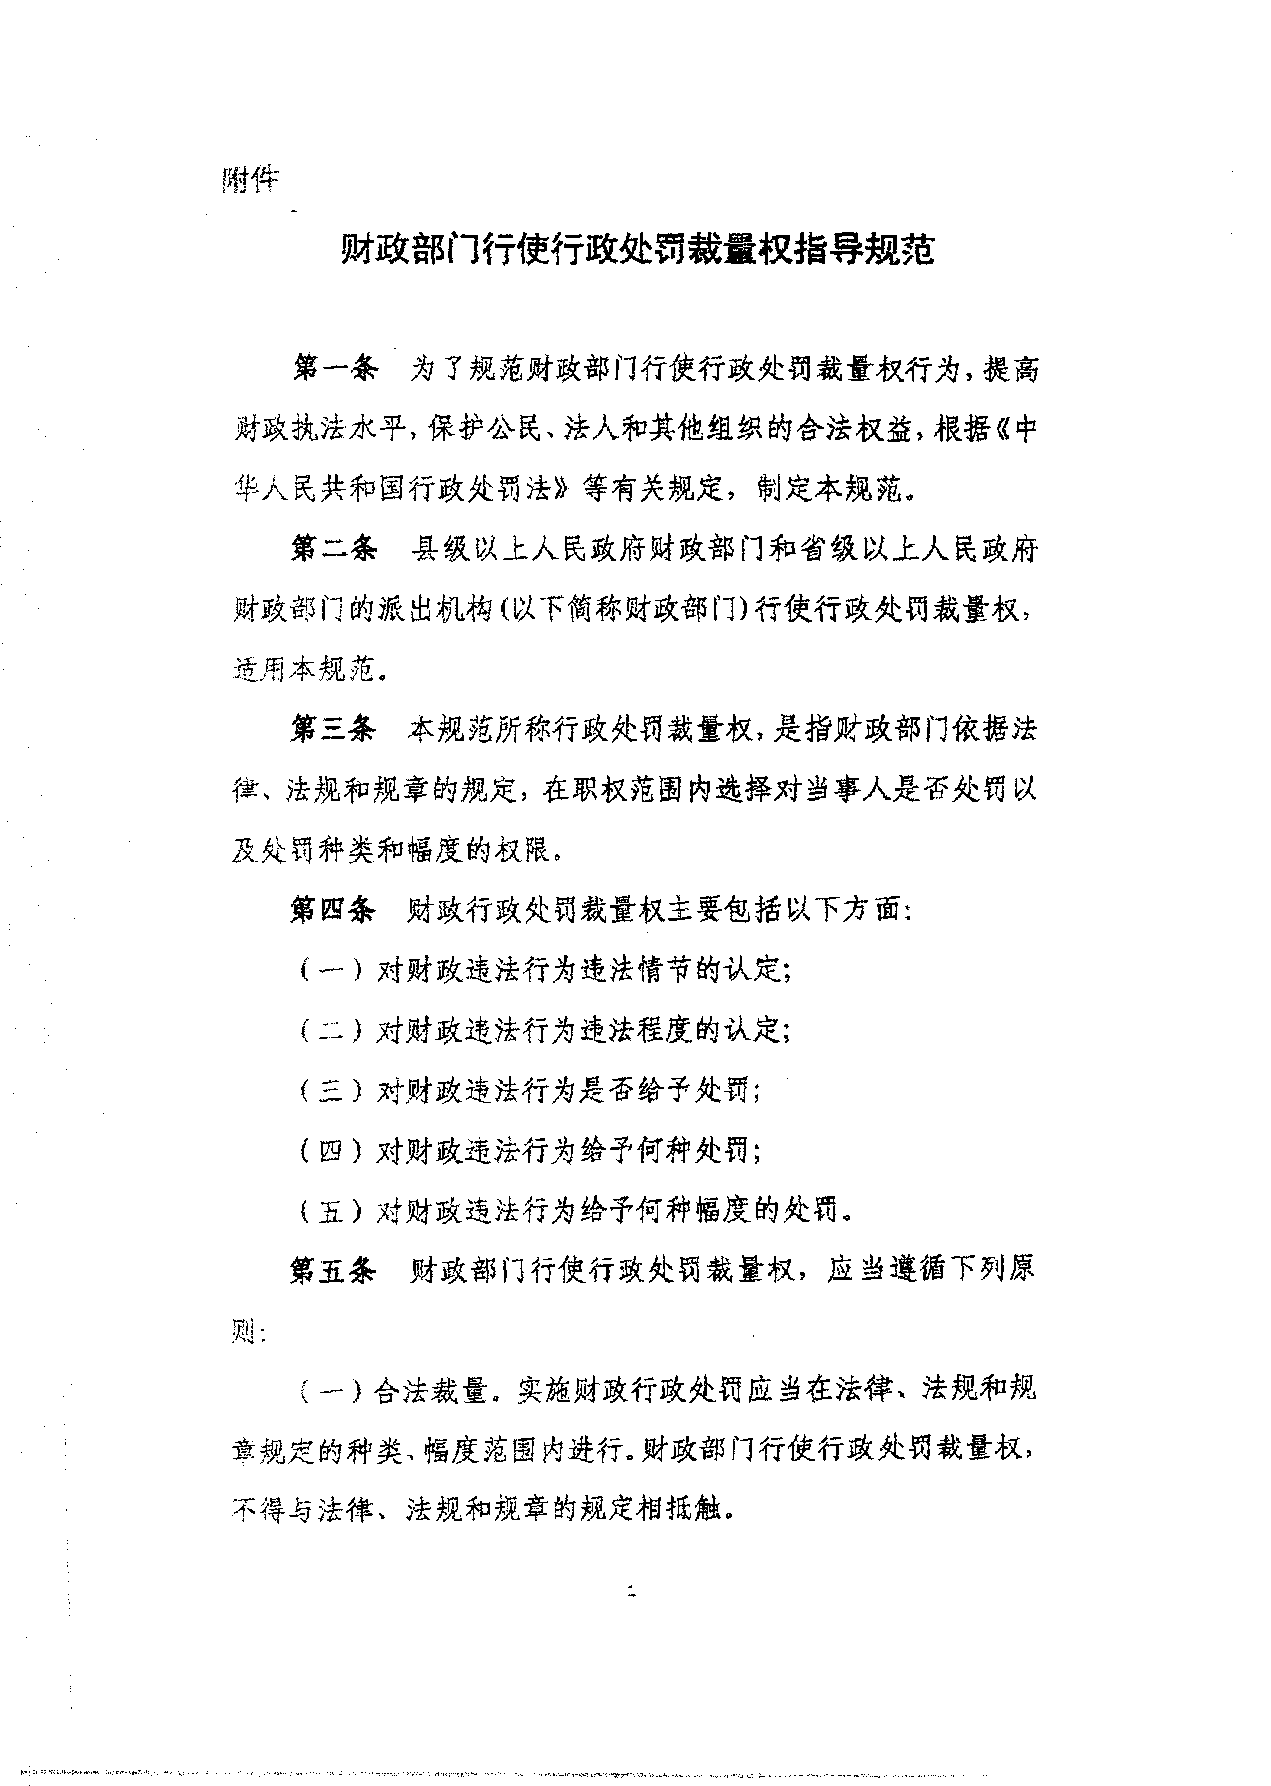 附件
财政部门行使行政处罚裁量权指导规范
第一条 为了规范财政部门行使行政处罚裁量权行为，提高
财政执法水平，保护公民、法人和其他组织的合法权益，根据《中
华人民共和国行政处罚法》等有关规定，制定本规范。
第二条 县级以上人民政府财政部门和省级以上人民政府
财政部门的派出机构（以下简称财政部门）行使行政处罚裁量权，
适用本规范。
第三条 本规范所称行政处罚裁量权，是指财政部门依据法
律、法规和规章的规定，在职权范围内选择对当事人是否处罚以
及处罚种类和幅度的权限。
第四条 财政行政处罚裁量权主要包括以下方面：
（一）对财政违法行为违法情节的认定；
（二）对财政违法行为违法程度的认定；
（三）对财政违法行为是否给予处罚；
（四）对财政违法行为给予何种处罚；
（五）对财政违法行为给予何种幅度的处罚。
第五条 财政部门行使行政处罚裁量权，应当遵循下列原
则：
（一）合法裁量。实施财政行政处罚应当在法律、法规和规
章规定的种类、幅度范围内进行。财政部门行使行政处罚裁量权，
不得与法律、法规和规章的规定相抵触。
1